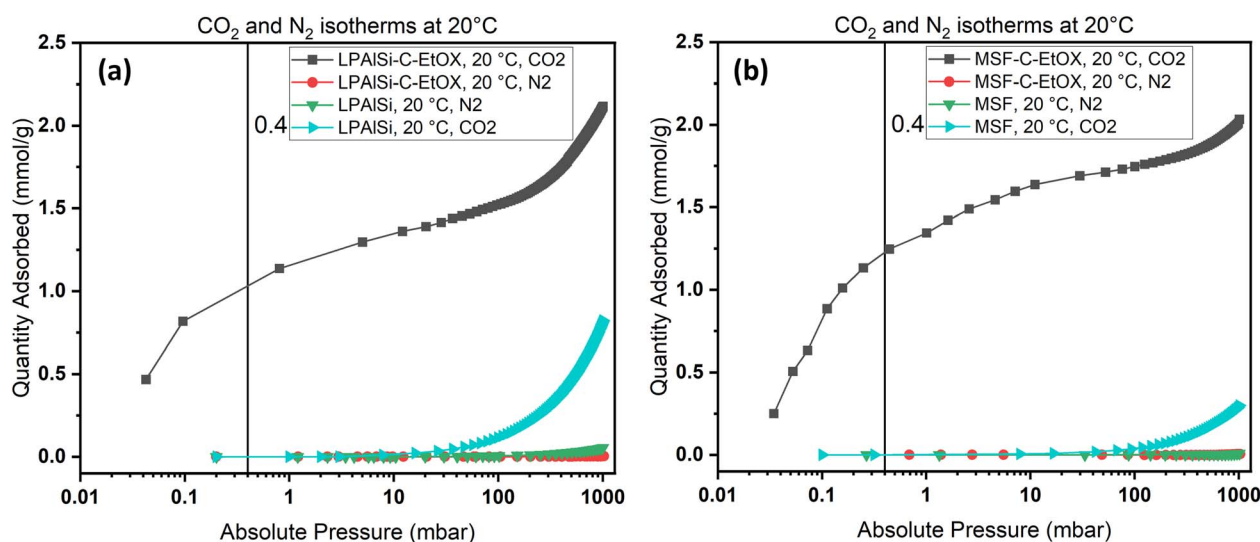 CO₂ and N₂ isotherms at 20°C
(a)
LPAlSi-C-EtOX, 20 °C, CO2
LPAlSi-C-EtOX, 20 °C, N2
LPAlSi, 20 °C, N2
LPAlSi, 20 °C, CO2
0.4
2.5
2.0
1.5
1.0
0.5
0.0
Quantity Adsorbed (mmol/g)
0.01 0.1 1 10 100 1000
Absolute Pressure (mbar)
CO₂ and N₂ isotherms at 20°C
(b)
MSF-C-EtOX, 20 °C, CO2
MSF-C-EtOX, 20 °C, N2
MSF, 20 °C, N2
MSF, 20 °C, CO2
0.4
2.5
2.0
1.5
1.0
0.5
0.0
Quantity Adsorbed (mmol/g)
0.01 0.1 1 10 100 1000
Absolute Pressure (mbar)